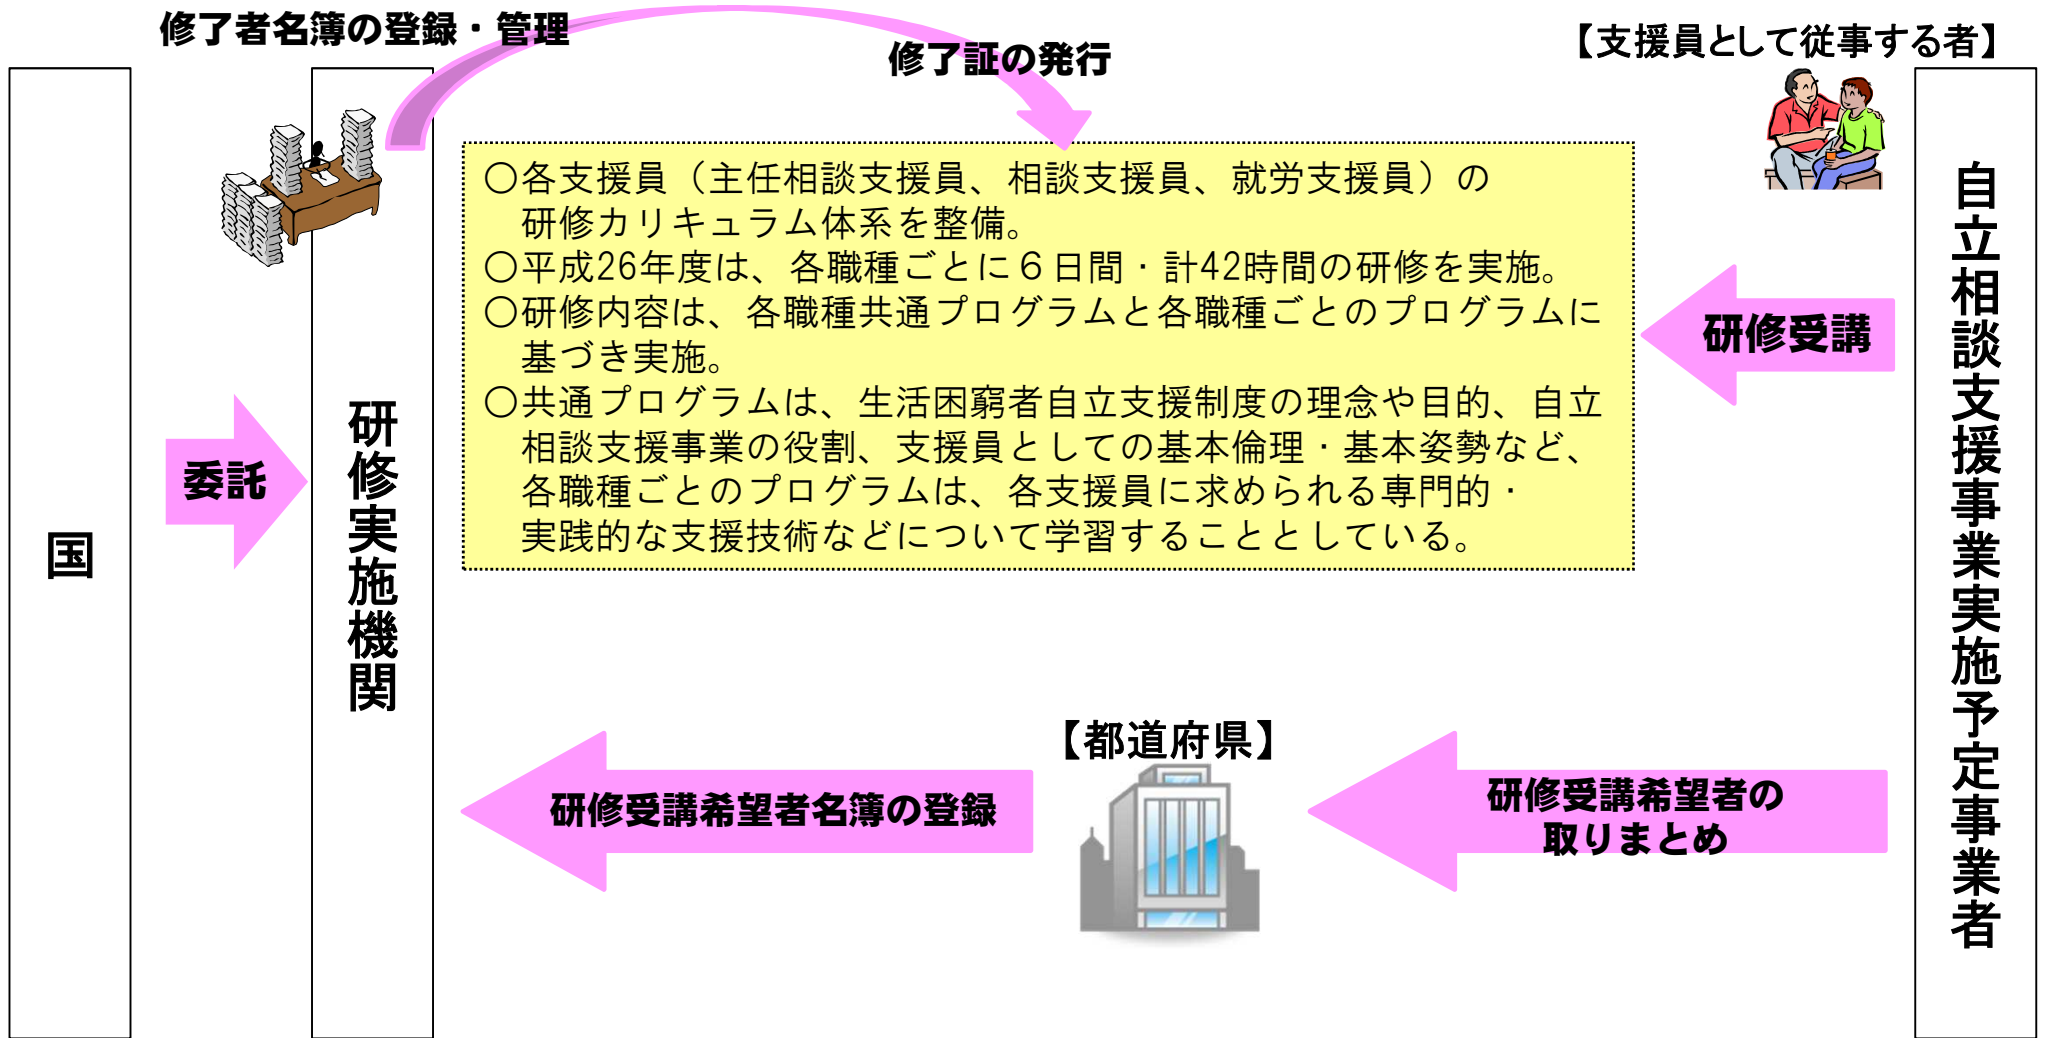 修了者名簿の登録・管理
修了証の発行
【支援員として従事する者】
国
委託
研修実施機関
○各支援員（主任相談支援員、相談支援員、就労支援員）の
研修カリキュラム体系を整備。
○平成26年度は、各職種ごとに６日間・計42時間の研修を実施。
○研修内容は、各職種共通プログラムと各職種ごとのプログラムに
基づき実施。
○共通プログラムは、生活困窮者自立支援制度の理念や目的、自立
相談支援事業の役割、支援員としての基本倫理・基本姿勢など、
各職種ごとのプログラムは、各支援員に求められる専門的・
実践的な支援技術などについて学習することとしている。
研修受講
自立相談支援事業実施予定事業者
【都道府県】
研修受講希望者名簿の登録
研修受講希望者の
取りまとめ